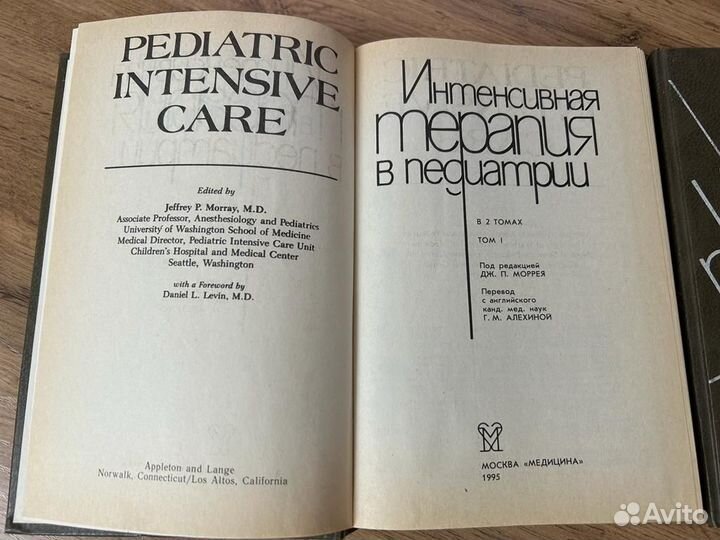 PEDIATRIC
INTENSIVE
CARE
Edited by
Jeffrey P. Morray, M.D.
Associate Professor, Anesthesiology and Pediatrics
University of Washington School of Medicine
Medical Director, Pediatric Intensive Care Unit
Children's Hospital and Medical Center
Seattle, Washington
with a Foreword by
Daniel L. Levin, M.D.
Appleton and Lange
Norwalk, Connecticut/Los Altos, California
Интенсивная
терапия
в педиатрии
В 2 ТОМАХ
ТОМ I
Под редакцией
ДЖ. П. МОРРЕЯ
Перевод
с английского
канд. мед. наук
Г. М. АЛЕХИНОЙ
МОСКВА «МЕДИЦИНА»
1995
Avito